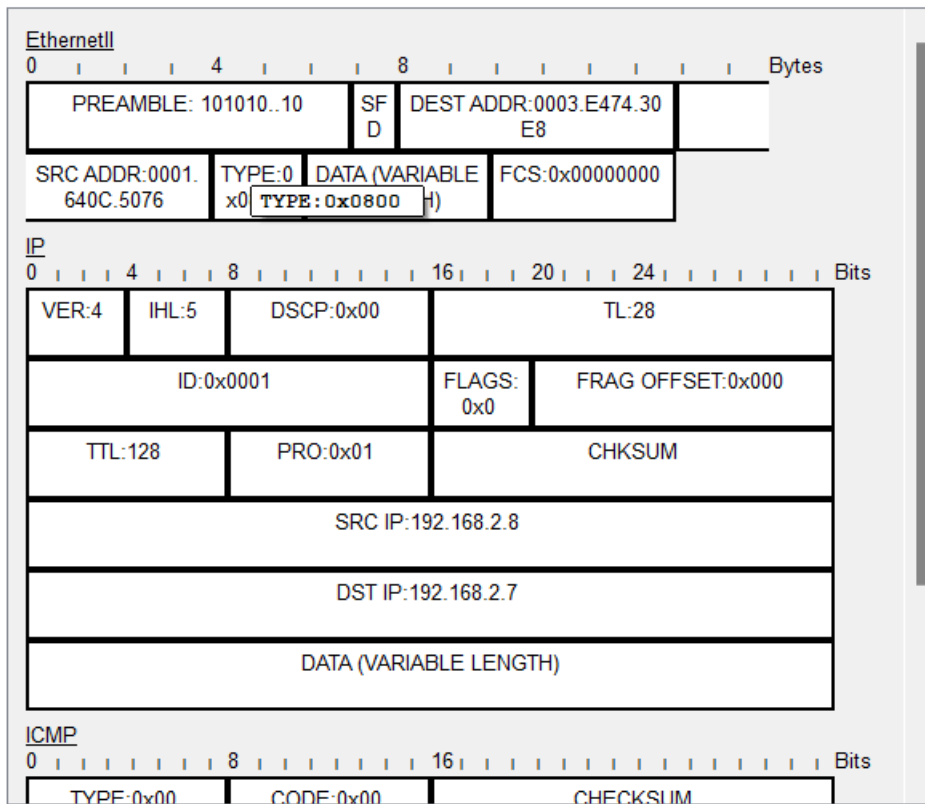 EthernetII
0 4 8 Bytes
PREAMBLE: 101010..10 SF DEST ADDR:0003.E474.30
D E8
SRC ADDR:0001. TYPE:0 DATA (VARIABLE FCS:0x00000000
640C.5076 x0 TYPE:0x0800 H)
IP
0 4 8 16 20 24 Bits
VER:4 IHL:5 DSCP:0x00 TL:28
ID:0x0001 FLAGS: FRAG OFFSET:0x000
0x0
TTL:128 PRO:0x01 CHKSUM
SRC IP:192.168.2.8
DST IP:192.168.2.7
DATA (VARIABLE LENGTH)
ICMP
0 8 16 Bits
TYPE:0x00 CODE:0x00 CHECKSUM